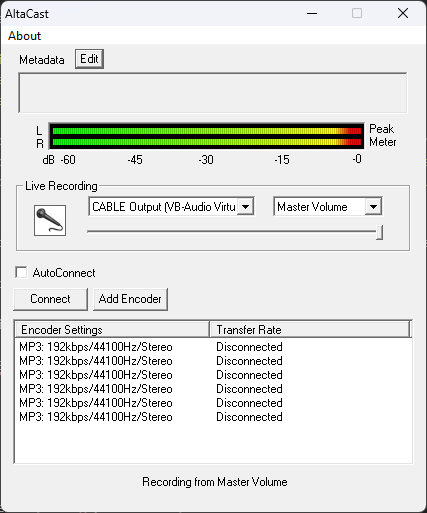 AltaCast
About
Metadata Edit
L Peak
R Meter
dB -60 -45 -30 -15 -0
Live Recording
CABLE Output (VB-Audio Virtu Master Volume
AutoConnect
Connect Add Encoder
Encoder Settings Transfer Rate
MP3: 192kbps/44100Hz/Stereo Disconnected
MP3: 192kbps/44100Hz/Stereo Disconnected
MP3: 192kbps/44100Hz/Stereo Disconnected
MP3: 192kbps/44100Hz/Stereo Disconnected
MP3: 192kbps/44100Hz/Stereo Disconnected
MP3: 192kbps/44100Hz/Stereo Disconnected
Recording from Master Volume